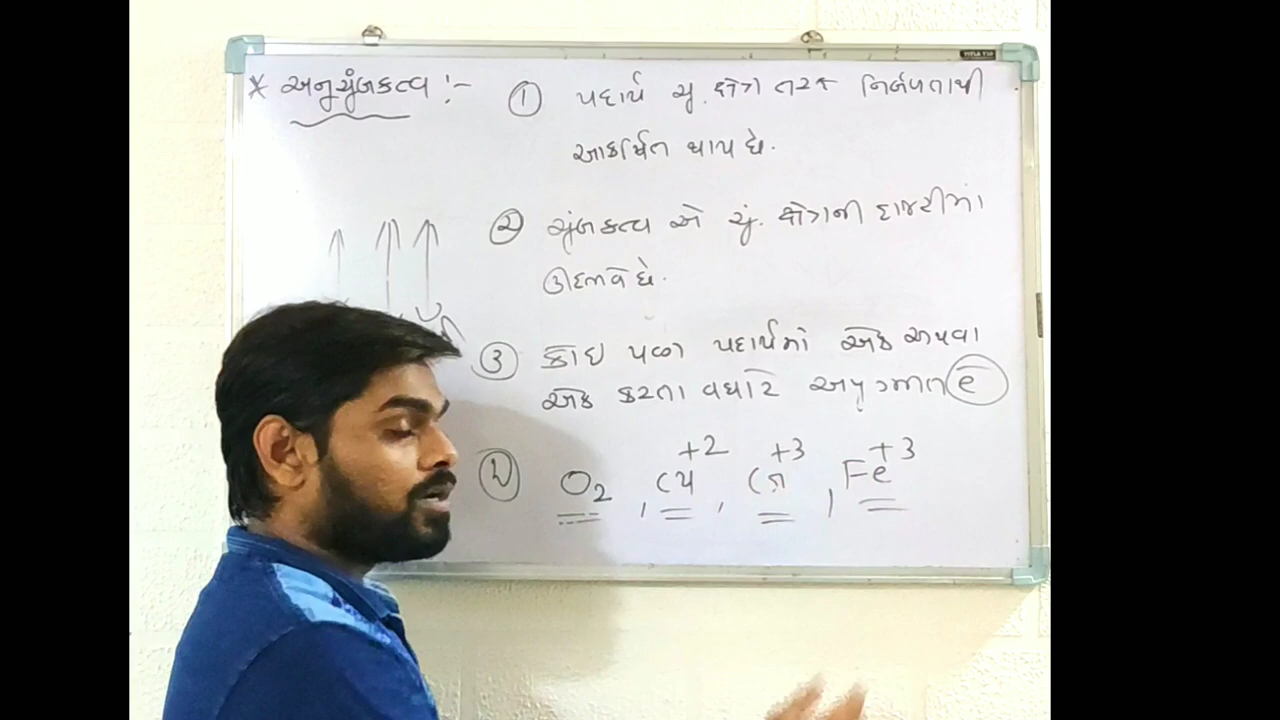 * અનુચુંબકત્વ :-
① પદાર્થ ચુ. ક્ષેત્ર તરફ નિર્બળતાથી
આકર્ષિત થાય છે.
② ચુંબકત્વ એ ચું. ક્ષેત્રની હાજરીમાં
ઉદભવે છે.
③ કોઇ પણ પદાર્થમાં એક અથવા
એક કરતા વધારે અયુગ્મીત e
④ O₂, Cu⁺², Cr⁺³, Fe⁺³